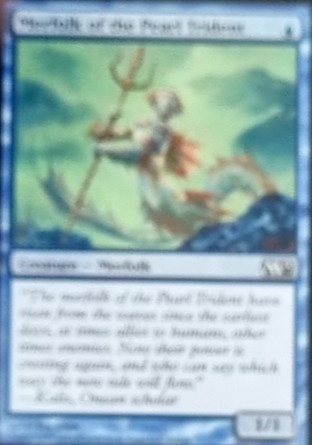 Merfolk of the Pearl Trident
Creature — Merfolk
"The merfolk of the Pearl Trident have
risen from the waves since the earliest
days, at times allies to humans, other
times enemies. Now their power is
cresting again, and who can say which
way the new tide will flow."
—Kalis, Onean scholar
1/1